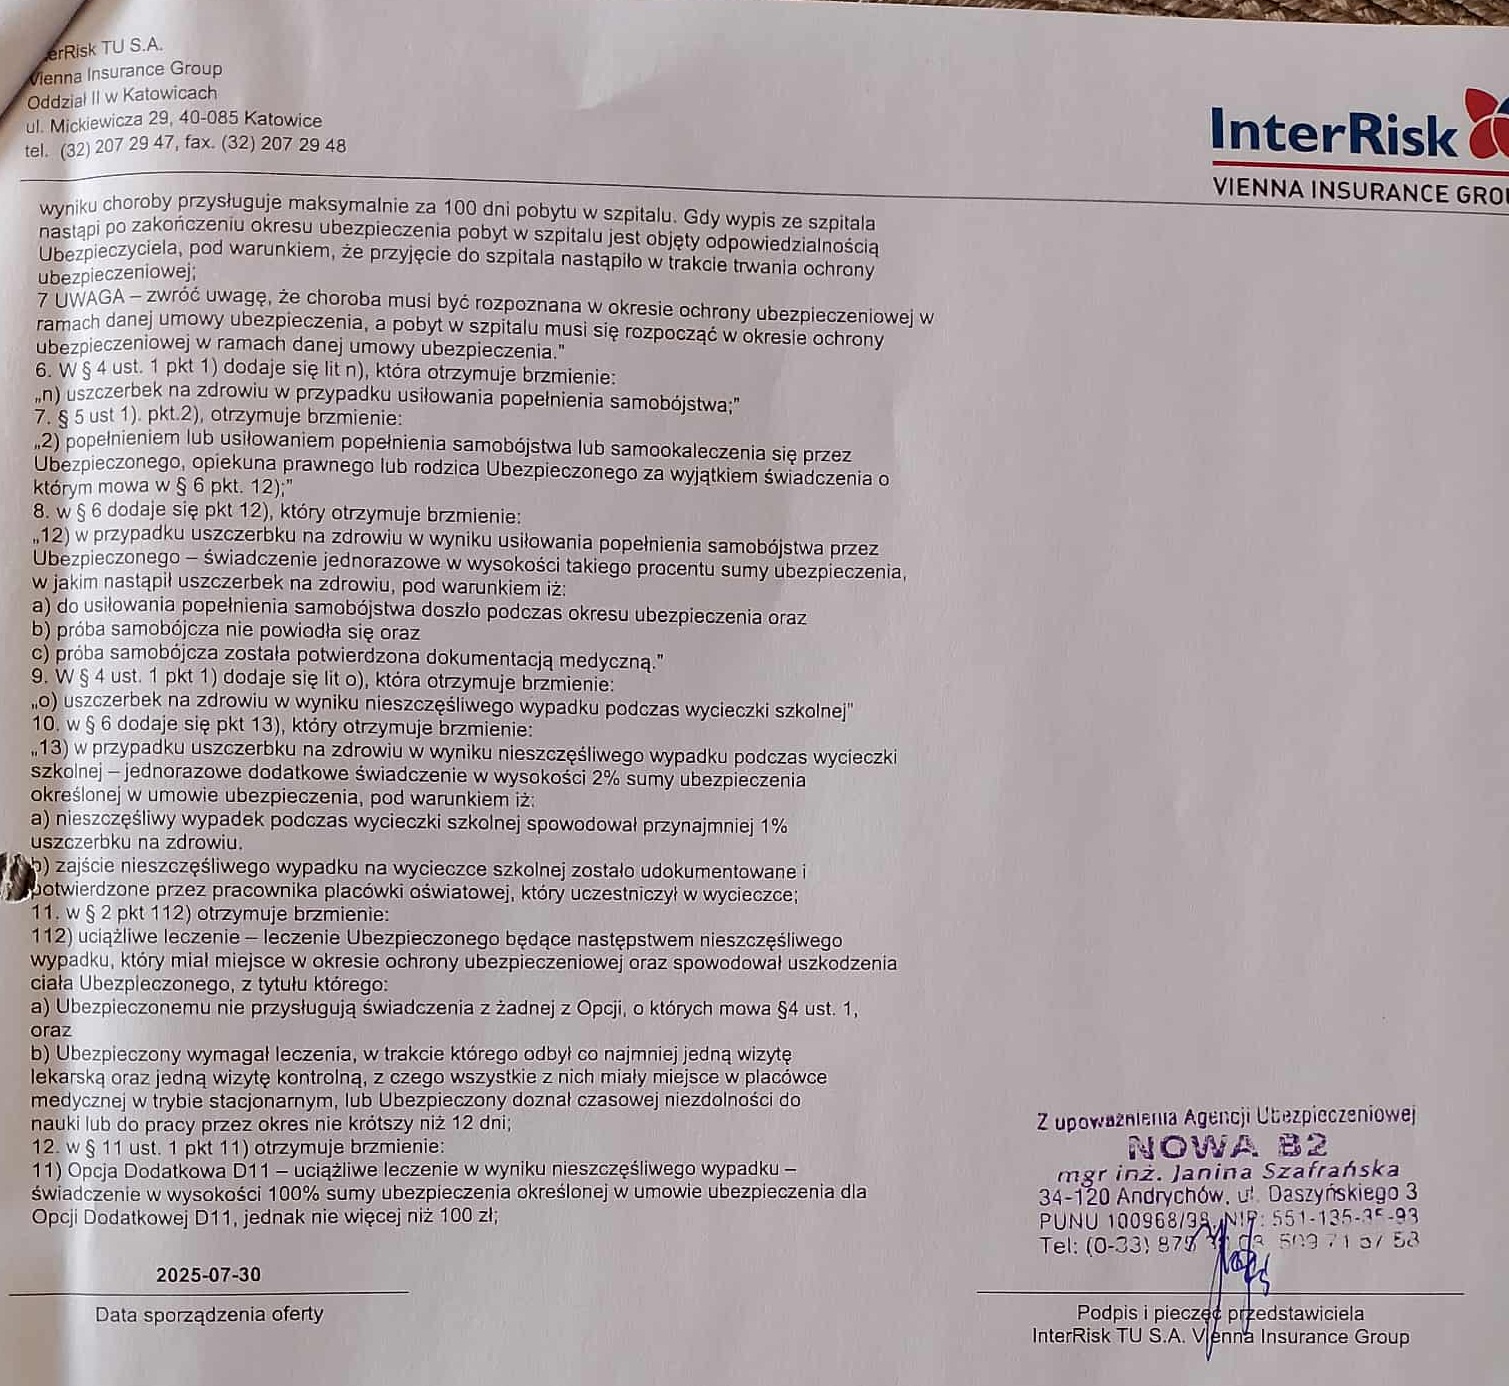 erRisk TU S.A.
Vienna Insurance Group
Oddział II w Katowicach
ul. Mickiewicza 29, 40-085 Katowice
tel. (32) 207 29 47, fax. (32) 207 29 48
InterRisk
VIENNA INSURANCE GROU
wyniku choroby przysługuje maksymalnie za 100 dni pobytu w szpitalu. Gdy wypis ze szpitala
nastąpi po zakończeniu okresu ubezpieczenia pobyt w szpitalu jest objęty odpowiedzialnością
Ubezpieczyciela, pod warunkiem, że przyjęcie do szpitala nastąpiło w trakcie trwania ochrony
ubezpieczeniowej;
7 UWAGA – zwróć uwagę, że choroba musi być rozpoznana w okresie ochrony ubezpieczeniowej w
ramach danej umowy ubezpieczenia, a pobyt w szpitalu musi się rozpocząć w okresie ochrony
ubezpieczeniowej w ramach danej umowy ubezpieczenia."
6. W § 4 ust. 1 pkt 1) dodaje się lit n), która otrzymuje brzmienie:
„n) uszczerbek na zdrowiu w przypadku usiłowania popełnienia samobójstwa;"
7. § 5 ust 1). pkt.2), otrzymuje brzmienie:
„2) popełnieniem lub usiłowaniem popełnienia samobójstwa lub samookaleczenia się przez
Ubezpieczonego, opiekuna prawnego lub rodzica Ubezpieczonego za wyjątkiem świadczenia o
którym mowa w § 6 pkt. 12);"
8. w § 6 dodaje się pkt 12), który otrzymuje brzmienie:
„12) w przypadku uszczerbku na zdrowiu w wyniku usiłowania popełnienia samobójstwa przez
Ubezpieczonego – świadczenie jednorazowe w wysokości takiego procentu sumy ubezpieczenia,
w jakim nastąpił uszczerbek na zdrowiu, pod warunkiem iż:
a) do usiłowania popełnienia samobójstwa doszło podczas okresu ubezpieczenia oraz
b) próba samobójcza nie powiodła się oraz
c) próba samobójcza została potwierdzona dokumentacją medyczną."
9. W § 4 ust. 1 pkt 1) dodaje się lit o), która otrzymuje brzmienie:
„o) uszczerbek na zdrowiu w wyniku nieszczęśliwego wypadku podczas wycieczki szkolnej"
10. w § 6 dodaje się pkt 13), który otrzymuje brzmienie:
„13) w przypadku uszczerbku na zdrowiu w wyniku nieszczęśliwego wypadku podczas wycieczki
szkolnej – jednorazowe dodatkowe świadczenie w wysokości 2% sumy ubezpieczenia
określonej w umowie ubezpieczenia, pod warunkiem iż:
a) nieszczęśliwy wypadek podczas wycieczki szkolnej spowodował przynajmniej 1%
uszczerbku na zdrowiu.
b) zajście nieszczęśliwego wypadku na wycieczce szkolnej zostało udokumentowane i
potwierdzone przez pracownika placówki oświatowej, który uczestniczył w wycieczce;
11. w § 2 pkt 112) otrzymuje brzmienie:
112) uciążliwe leczenie – leczenie Ubezpieczonego będące następstwem nieszczęśliwego
wypadku, który miał miejsce w okresie ochrony ubezpieczeniowej oraz spowodował uszkodzenia
ciała Ubezpieczonego, z tytułu którego:
a) Ubezpieczonemu nie przysługują świadczenia z żadnej z Opcji, o których mowa §4 ust. 1,
oraz
b) Ubezpieczony wymagał leczenia, w trakcie którego odbył co najmniej jedną wizytę
lekarską oraz jedną wizytę kontrolną, z czego wszystkie z nich miały miejsce w placówce
medycznej w trybie stacjonarnym, lub Ubezpieczony doznał czasowej niezdolności do
nauki lub do pracy przez okres nie krótszy niż 12 dni;
12. w § 11 ust. 1 pkt 11) otrzymuje brzmienie:
11) Opcja Dodatkowa D11 – uciążliwe leczenie w wyniku nieszczęśliwego wypadku –
świadczenie w wysokości 100% sumy ubezpieczenia określonej w umowie ubezpieczenia dla
Opcji Dodatkowej D11, jednak nie więcej niż 100 zł;
Z upoważnienia Agencji Ubezpieczeniowej
NOWA B2
mgr inż. Janina Szafrańska
34-120 Andrychów, ul. Daszyńskiego 3
PUNU 100968/98, NIP: 551-135-35-93
Tel: (0-33) 875
2025-07-30
Data sporządzenia oferty
Podpis i pieczęć przedstawiciela
InterRisk TU S.A. Vienna Insurance Group